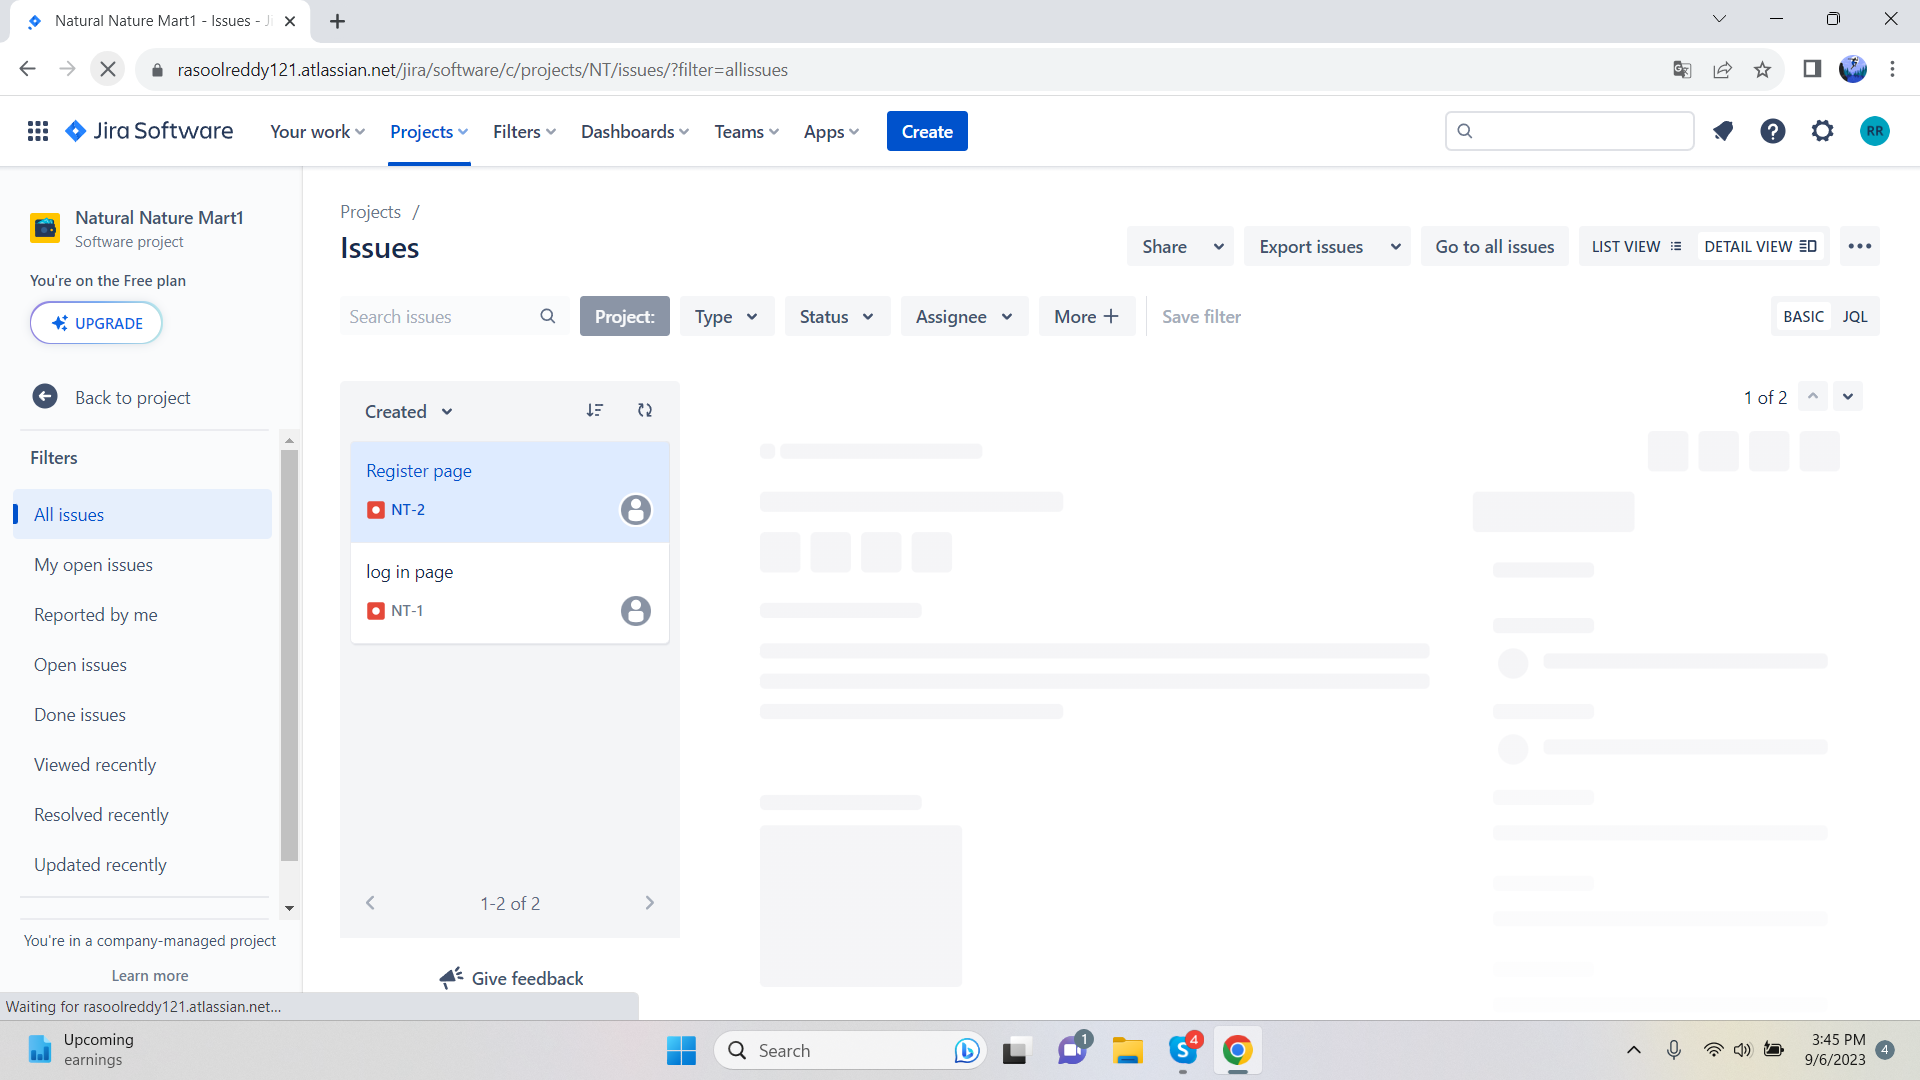 Natural Nature Mart1 - Issues - Ji
rasoolreddy121.atlassian.net/jira/software/c/projects/NT/issues/?filter=allissues
Jira Software
Your work
Projects
Filters
Dashboards
Teams
Apps
Create
RR
Natural Nature Mart1
Software project
You're on the Free plan
UPGRADE
Back to project
Filters
All issues
My open issues
Reported by me
Open issues
Done issues
Viewed recently
Resolved recently
Updated recently
You're in a company-managed project
Learn more
Projects /
Issues
Share
Export issues
Go to all issues
LIST VIEW
DETAIL VIEW
Search issues
Project:
Type
Status
Assignee
More
Save filter
BASIC
JQL
Created
Register page
NT-2
log in page
NT-1
1-2 of 2
1 of 2
Give feedback
Waiting for rasoolreddy121.atlassian.net...
Upcoming
earnings
Search
1
4
3:45 PM
9/6/2023
4